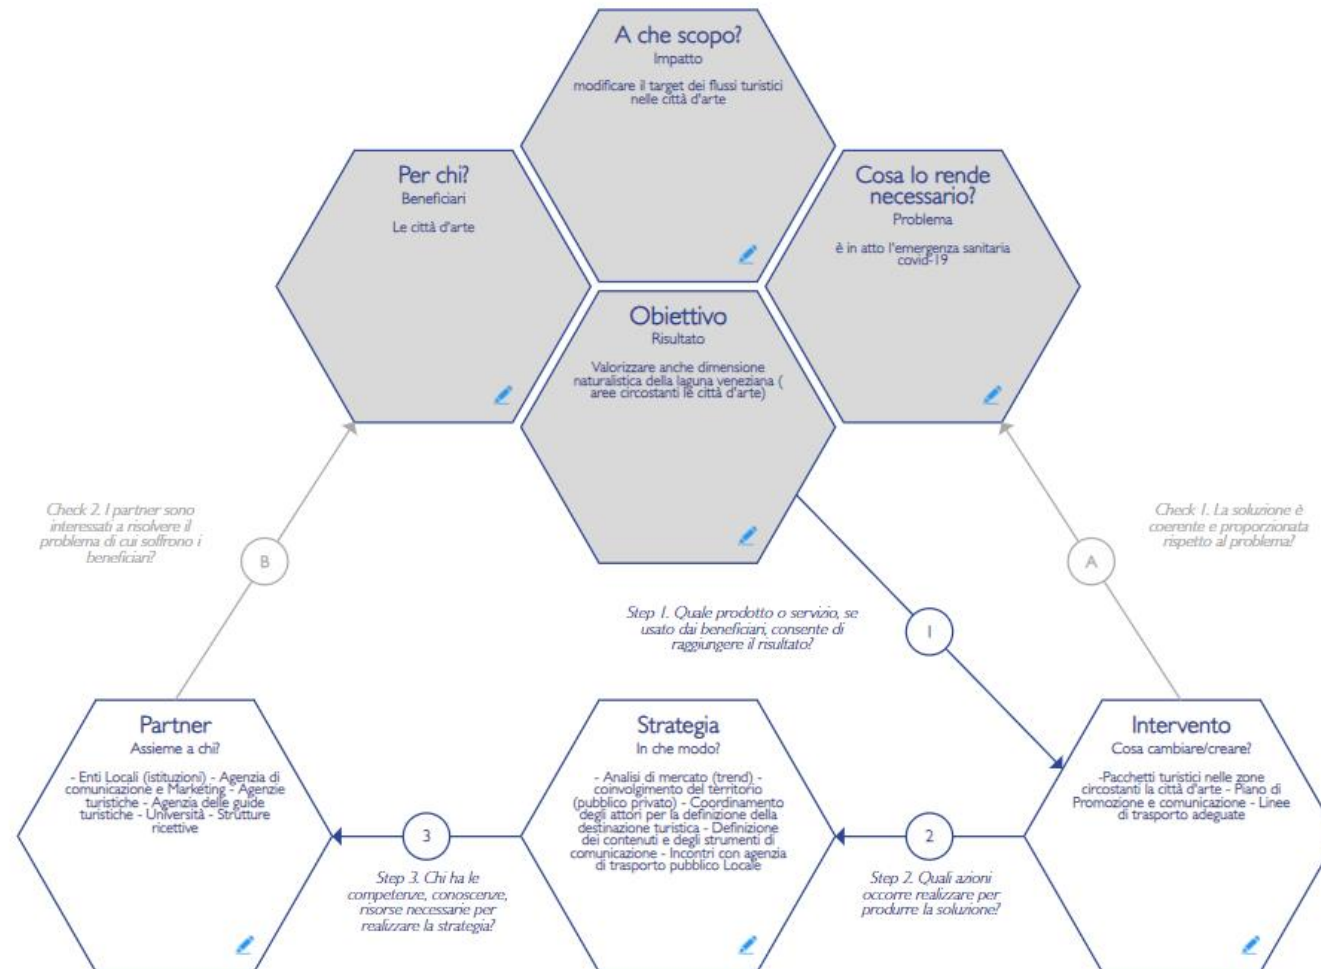 A che scopo?
Impatto
modificare il target dei flussi turistici
nelle città d'arte
Per chi?
Beneficiari
Le città d'arte
Cosa lo rende
necessario?
Problema
è in atto l'emergenza sanitaria
covid-19
Obiettivo
Risultato
Valorizzare anche dimensione
naturalistica della laguna veneziana (
aree circostanti le città d'arte)
Check 2. I partner sono
interessati a risolvere il
problema di cui soffrono i
beneficiari?
B
Check 1. La soluzione è
coerente e proporzionata
rispetto al problema?
A
Step 1. Quale prodotto o servizio, se
usato dai beneficiari, consente di
raggiungere il risultato?
1
Partner
Assieme a chi?
- Enti Locali (istituzioni) - Agenzia di
comunicazione e Marketing - Agenzie
turistiche - Agenzia delle guide
turistiche - Università - Strutture
ricettive
3
Step 3. Chi ha le
competenze, conoscenze,
risorse necessarie per
realizzare la strategia?
Strategia
In che modo?
- Analisi di mercato (trend) -
coinvolgimento del territorio
(pubblico privato) - Coordinamento
degli attori per la definizione della
destinazione turistica - Definizione
dei contenuti e degli strumenti di
comunicazione - Incontri con agenzia
di trasporto pubblico Locale
2
Step 2. Quali azioni
occorre realizzare per
produrre la soluzione?
Intervento
Cosa cambiare/creare?
-Pacchetti turistici nelle zone
circostanti la città d'arte - Piano di
Promozione e comunicazione - Linee
di trasporto adeguate